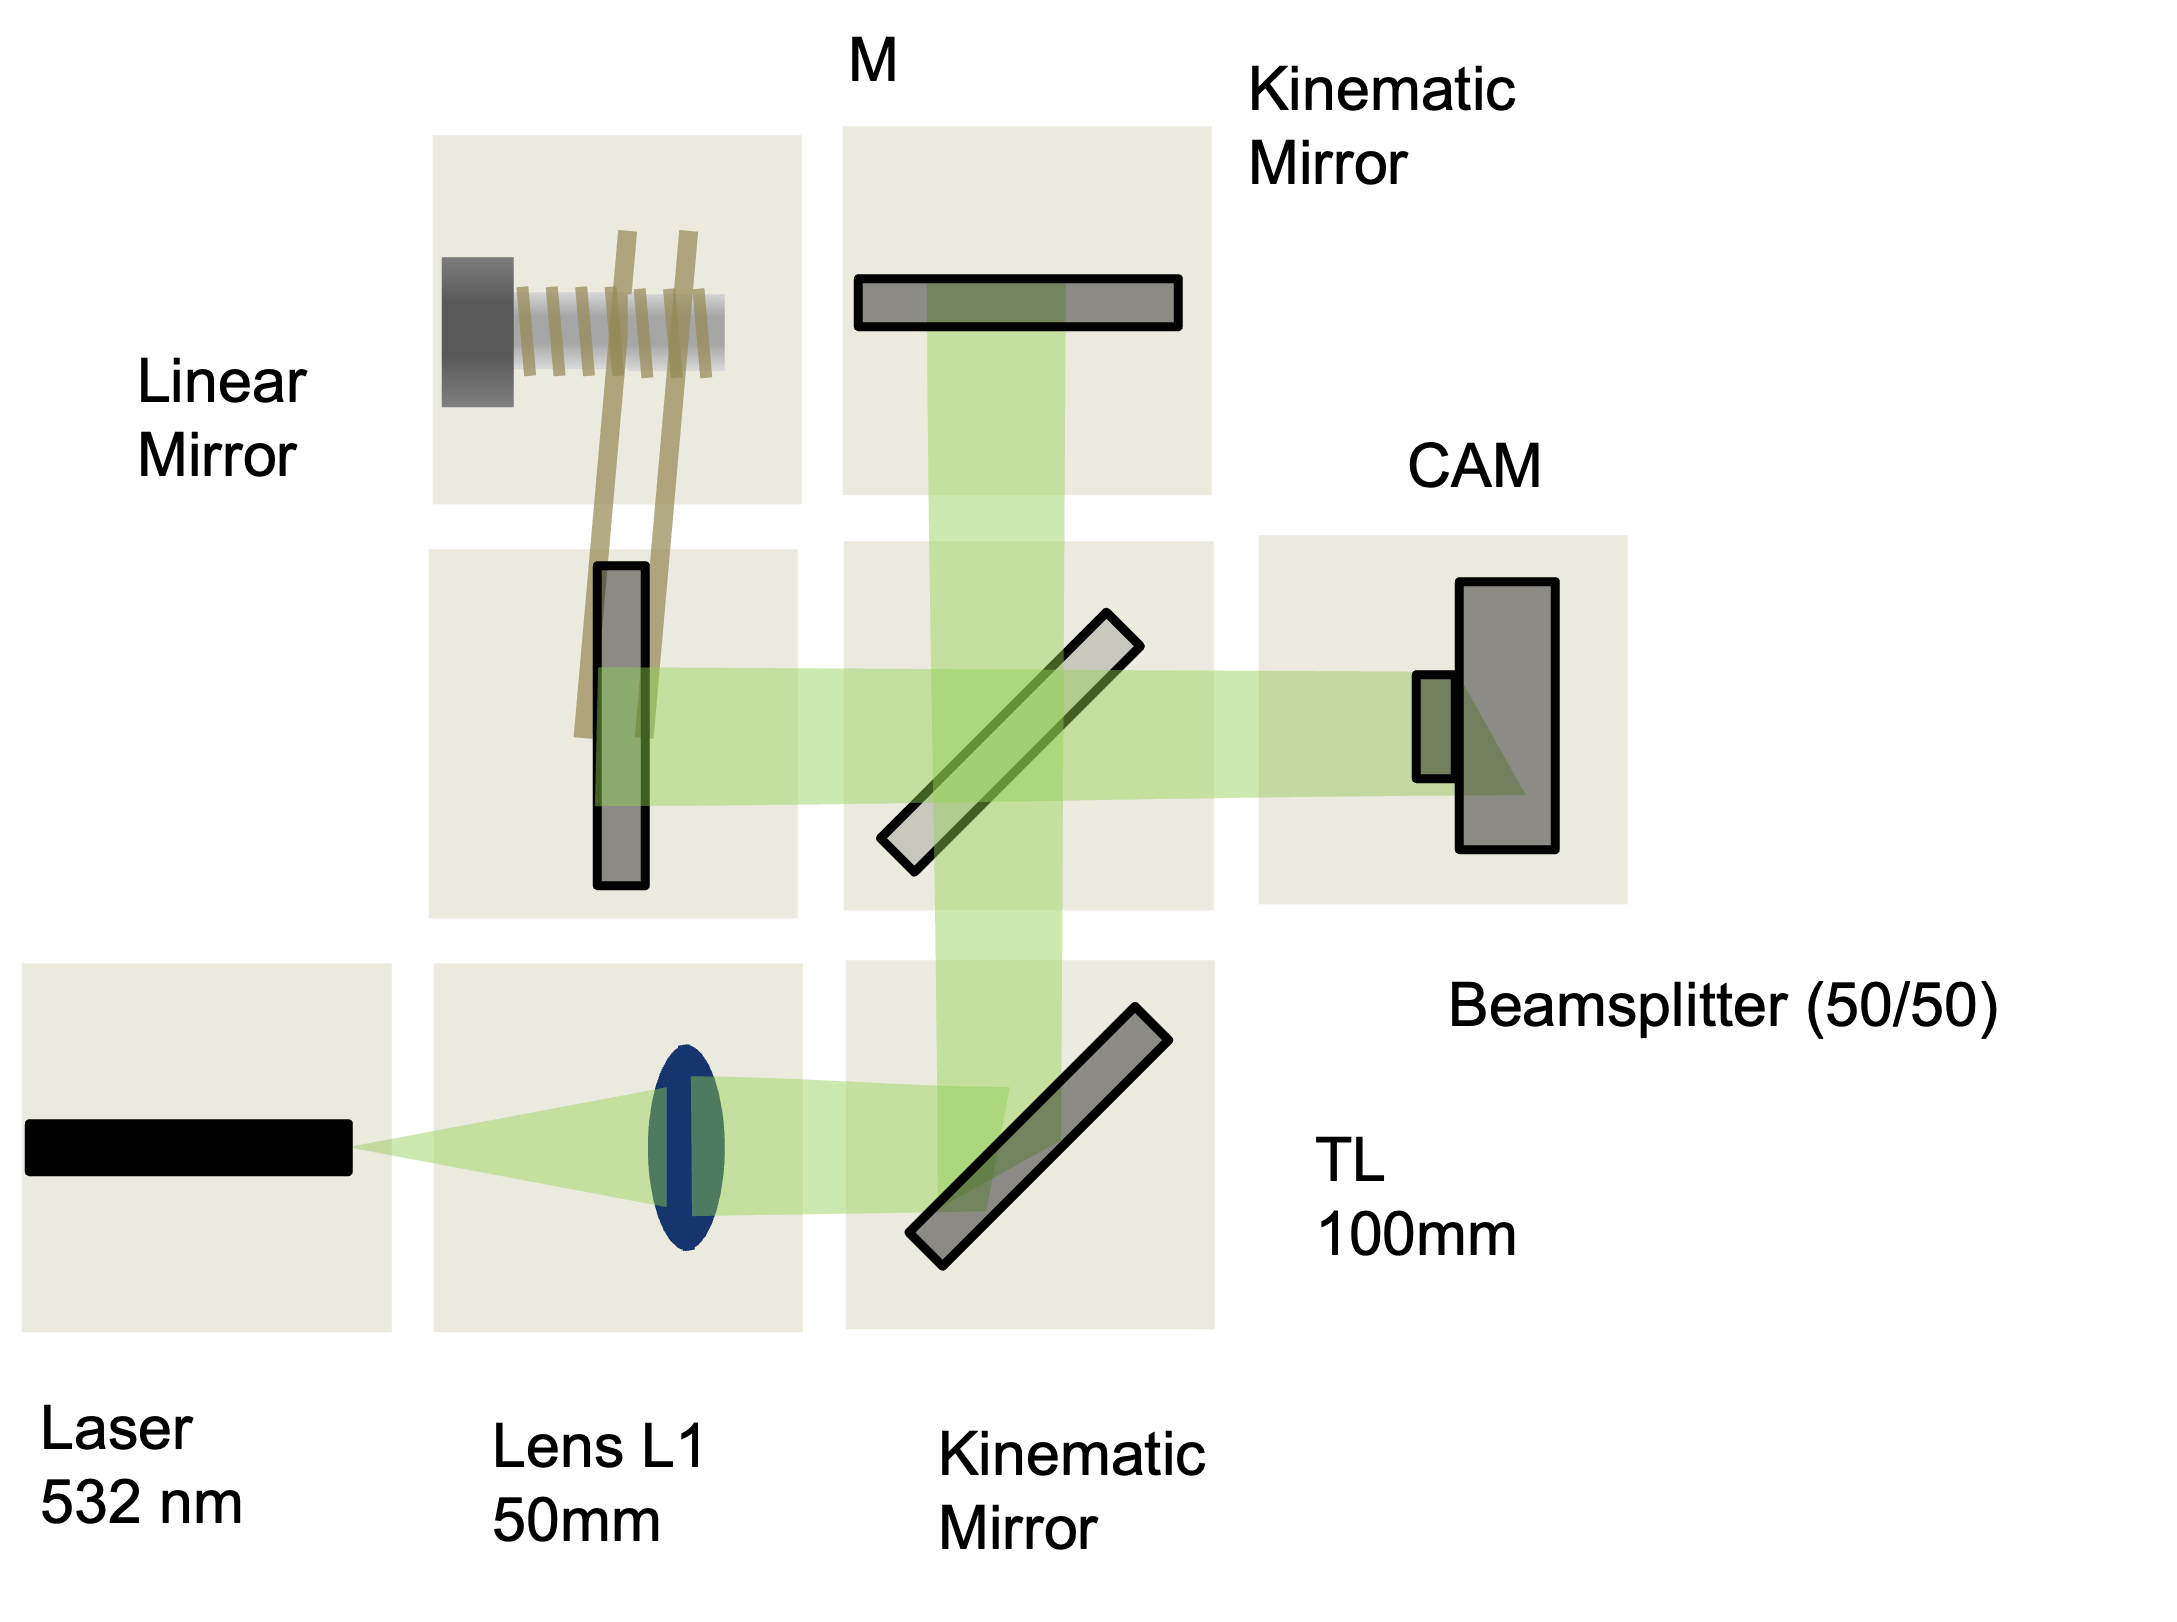 M
Kinematic
Mirror
Linear
Mirror
CAM
Beamsplitter (50/50)
TL
100mm
Laser
532 nm
Lens L1
50mm
Kinematic
Mirror